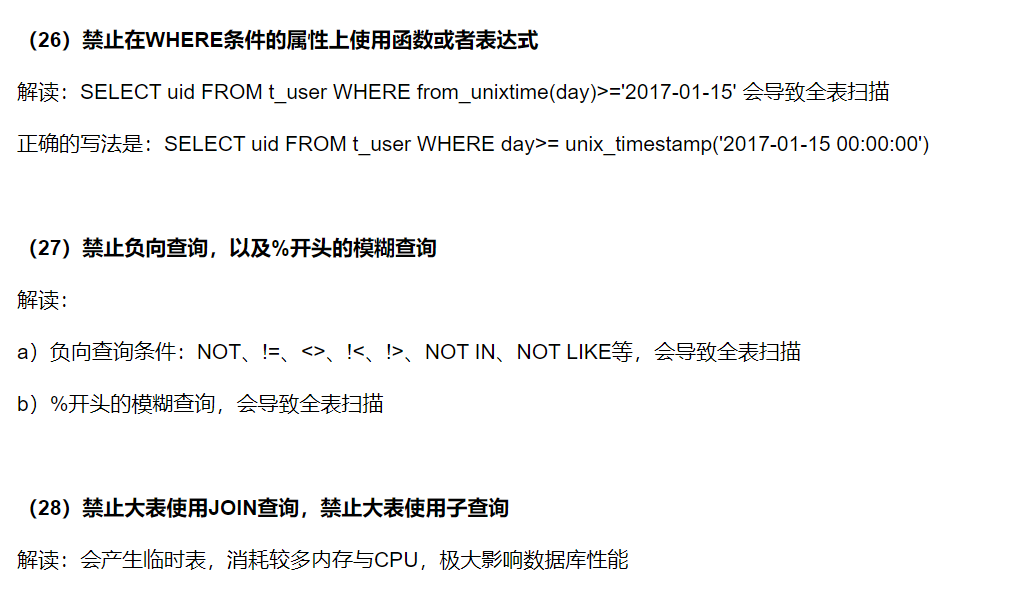 （26）禁止在WHERE条件的属性上使用函数或者表达式
解读：SELECT uid FROM t_user WHERE from_unixtime(day)>='2017-01-15' 会导致全表扫描
正确的写法是：SELECT uid FROM t_user WHERE day>= unix_timestamp('2017-01-15 00:00:00')
（27）禁止负向查询，以及%开头的模糊查询
解读：
a）负向查询条件：NOT、!=、<>、!<、!>、NOT IN、NOT LIKE等，会导致全表扫描
b）%开头的模糊查询，会导致全表扫描
（28）禁止大表使用JOIN查询，禁止大表使用子查询
解读：会产生临时表，消耗较多内存与CPU，极大影响数据库性能